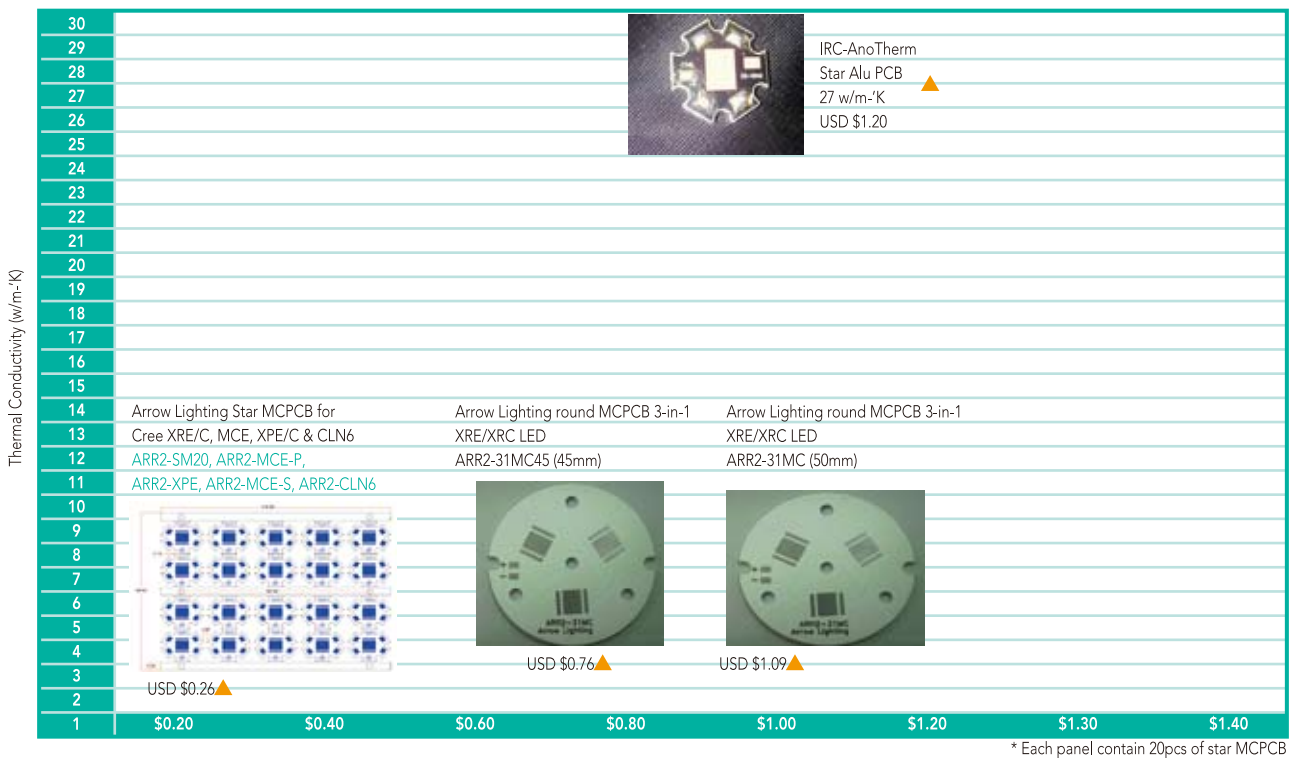 30
29
28
27
26
25
24
23
22
21
20
19
18
17
16
15
14
13
12
11
10
9
8
7
6
5
4
3
2
1
Thermal Conductivity (w/m-'K)
IRC-AnoTherm
Star Alu PCB
27 w/m-'K
USD $1.20
Arrow Lighting Star MCPCB for
Cree XRE/C, MCE, XPE/C & CLN6
ARR2-SM20, ARR2-MCE-P,
ARR2-XPE, ARR2-MCE-S, ARR2-CLN6
USD $0.26
Arrow Lighting round MCPCB 3-in-1
XRE/XRC LED
ARR2-31MC45 (45mm)
ARR2-31MC
Arrow Lighting
USD $0.76
Arrow Lighting round MCPCB 3-in-1
XRE/XRC LED
ARR2-31MC (50mm)
ARR2-31MC
Arrow Lighting
USD $1.09
$0.20 $0.40 $0.60 $0.80 $1.00 $1.20 $1.30 $1.40
* Each panel contain 20pcs of star MCPCB